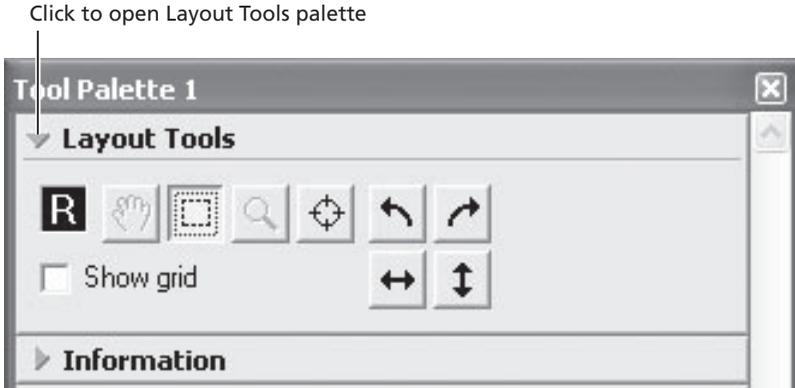 Click to open Layout Tools palette
Tool Palette 1
Layout Tools
R
Show grid
Information